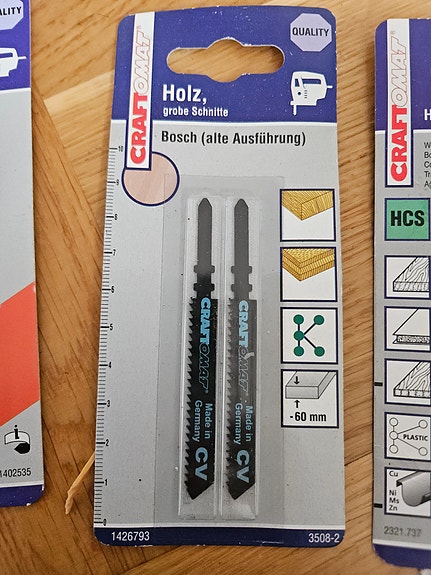 ALITY
1402535
CRAFTOMAT®
QUALITY
Holz,
grobe Schnitte
Bosch (alte Ausführung)
10
9
8
7
6
5
4
3
2
1
CRAFTOMAT®
Made in
Germany
CV
CRAFTOMAT
Made in
Germany
CV
-60 mm
1426793
3508-2
CRAFTOMAT®
HCS
PLASTIC
Cu
Ni
Ms
Zn
2321.737